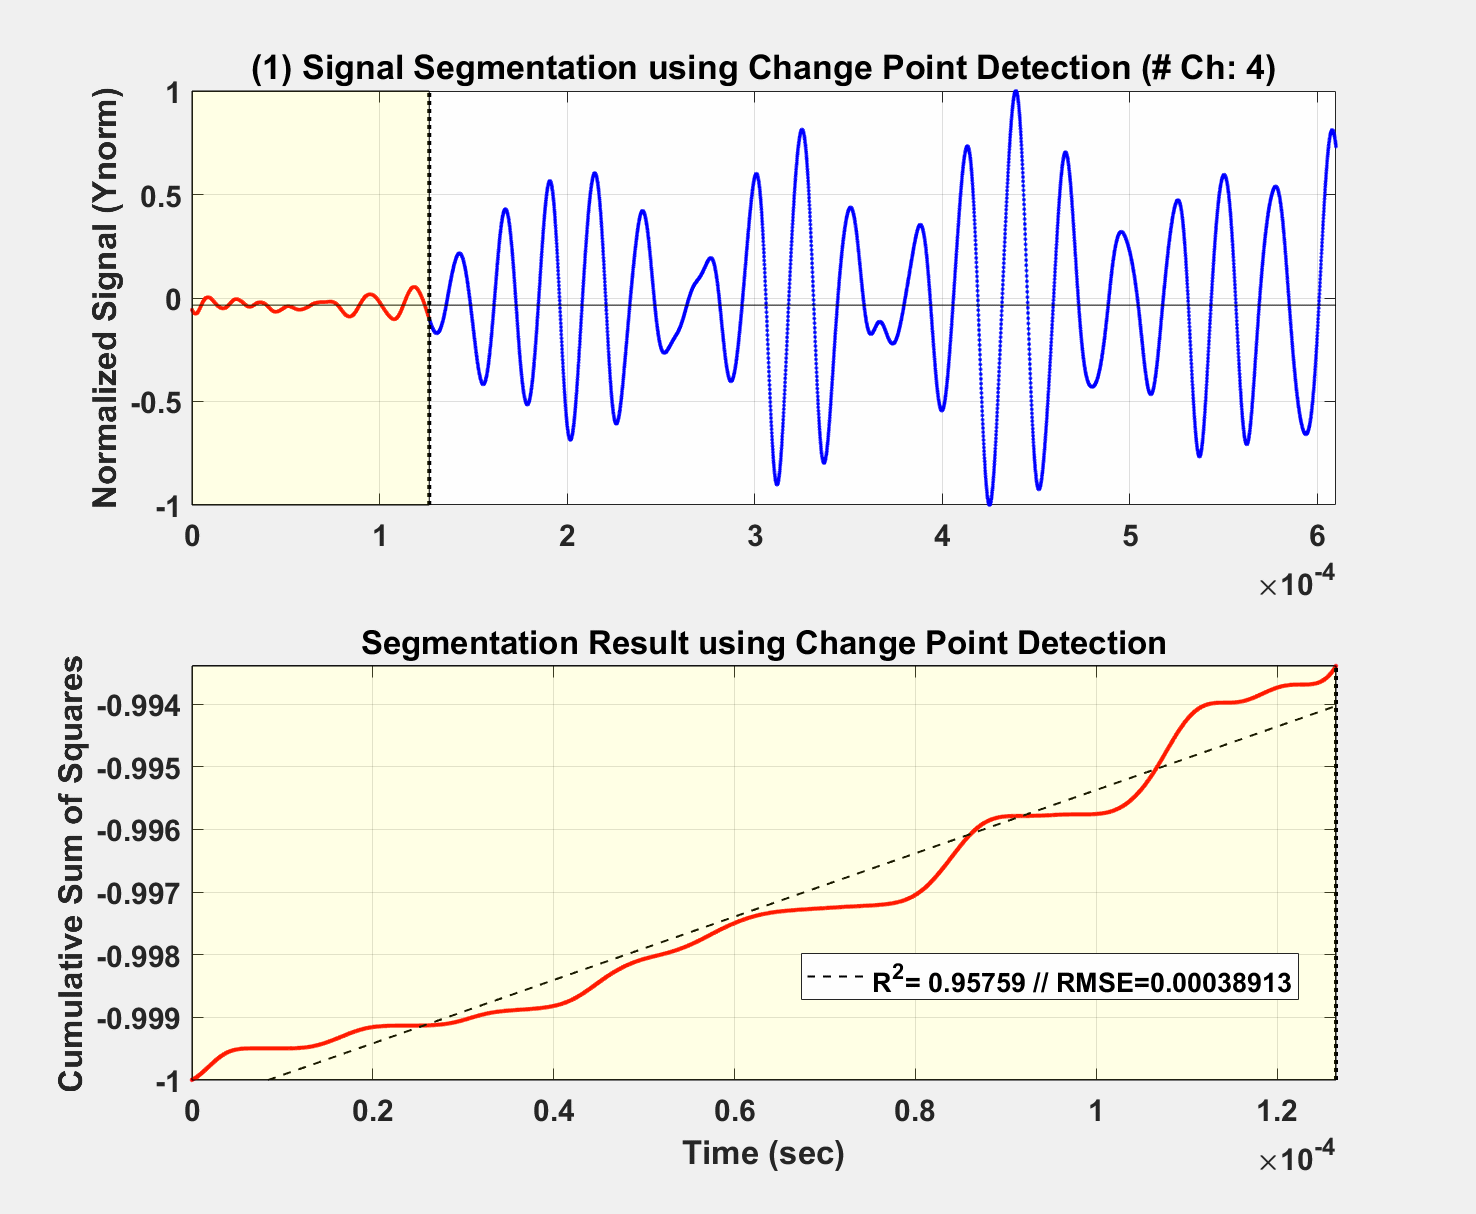 (1) Signal Segmentation using Change Point Detection (# Ch: 4)
Normalized Signal (Ynorm)
1
0.5
0
-0.5
-1
0 1 2 3 4 5 6
×10^-4
Segmentation Result using Change Point Detection
Cumulative Sum of Squares
-0.994
-0.995
-0.996
-0.997
-0.998
-0.999
-1
R^2= 0.95759 // RMSE=0.00038913
0 0.2 0.4 0.6 0.8 1 1.2
Time (sec)
×10^-4